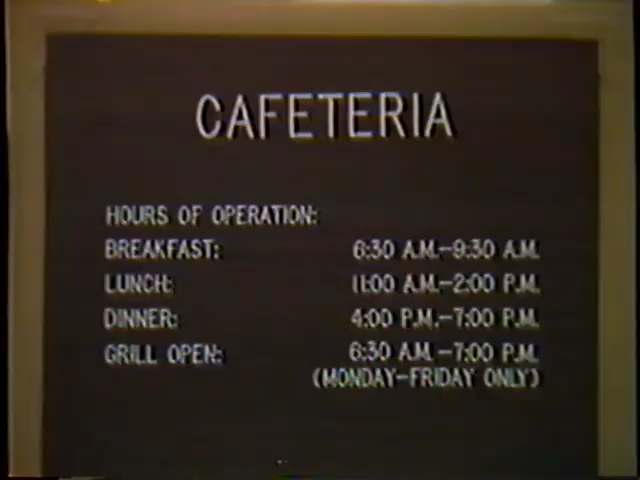 CAFETERIA
HOURS OF OPERATION:
BREAKFAST: 6:30 A.M.-9:30 A.M.
LUNCH: 11:00 A.M.-2:00 P.M.
DINNER: 4:00 P.M.-7:00 P.M.
GRILL OPEN: 6:30 A.M.-7:00 P.M.
(MONDAY-FRIDAY ONLY)